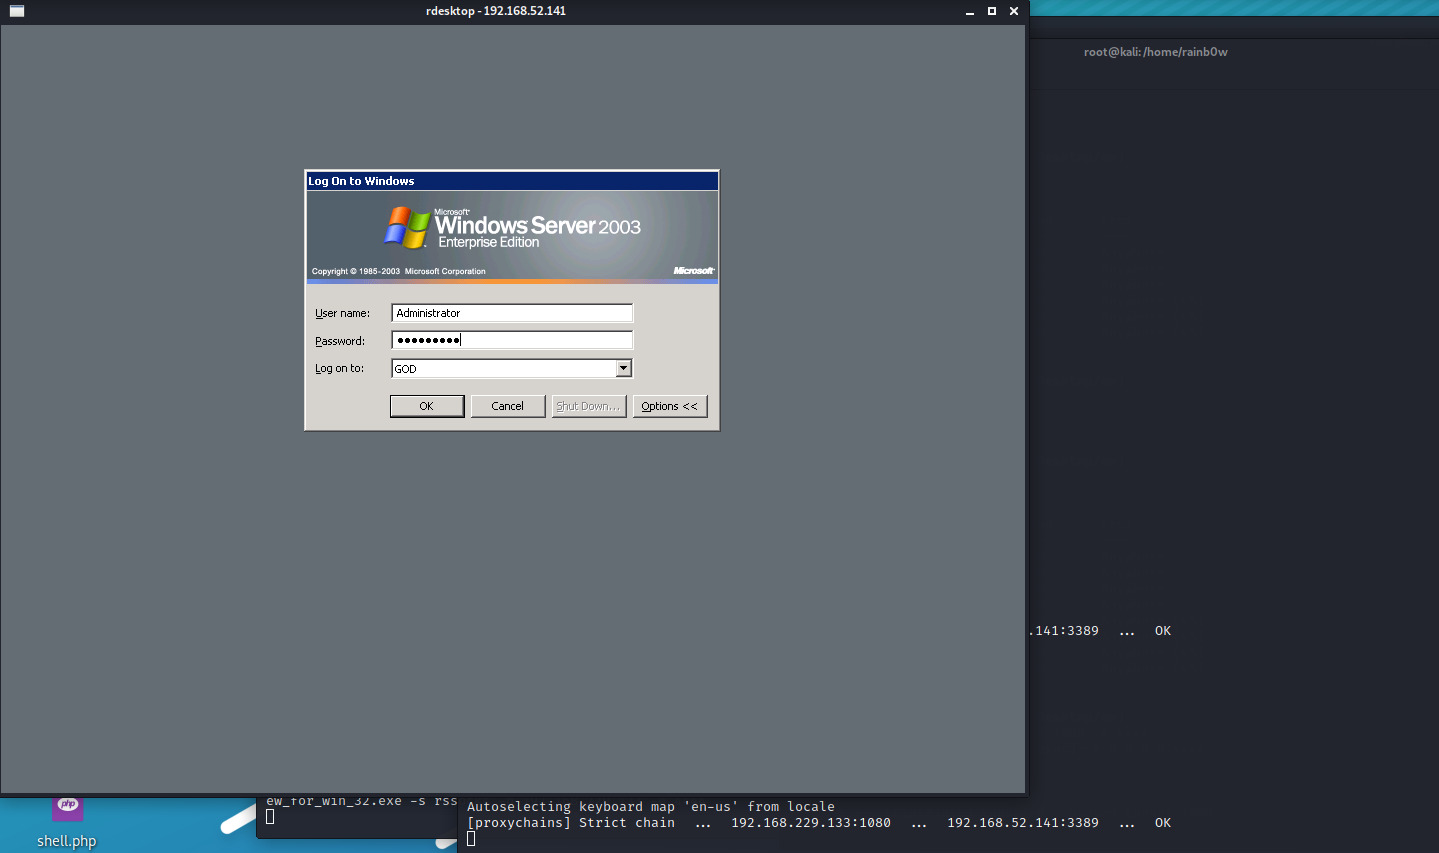 rdesktop - 192.168.52.141
root@kali: /home/rainb0w
Log On to Windows
Microsoft
Windows Server 2003
Enterprise Edition
Copyright © 1985-2003 Microsoft Corporation
Microsoft
User name:
Administrator
Password:
●●●●●●●●●
Log on to:
GOD
OK
Cancel
Shut Down...
Options <<
.141:3389 ... OK
ew_for_win_32.exe -s rss
Autoselecting keyboard map 'en-us' from locale
[proxychains] Strict chain ... 192.168.229.133:1080 ... 192.168.52.141:3389 ... OK
php
shell.php